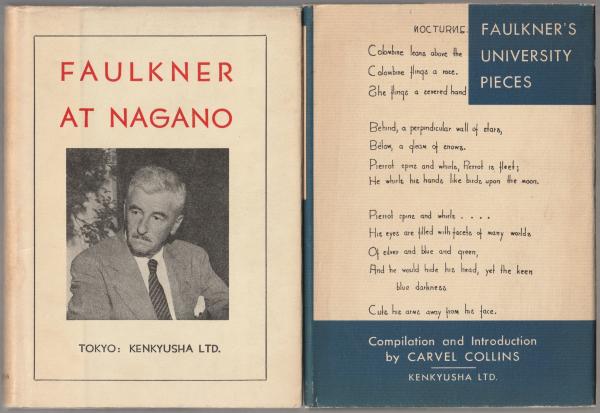 FAULKNER
AT NAGANO
TOKYO: KENKYUSHA LTD.
FAULKNER'S
UNIVERSITY
PIECES
NOCTURNE
Colombine leans above the
Colombine flings a rose.
She flings a severed hand
Behind, a perpendicular wall of stars,
Below, a gleam of snows.
Pierrot spins and whirls, Pierrot is fleet;
He whirls his hands like birds upon the moon.
Pierrot spins and whirls . . . .
His eyes are filled with facets of many worlds
Of silver and blue and green,
And he would hide his head, yet the keen
blue darkness
Cuts his arms away from his face.
Compilation and Introduction
by CARVEL COLLINS
KENKYUSHA LTD.